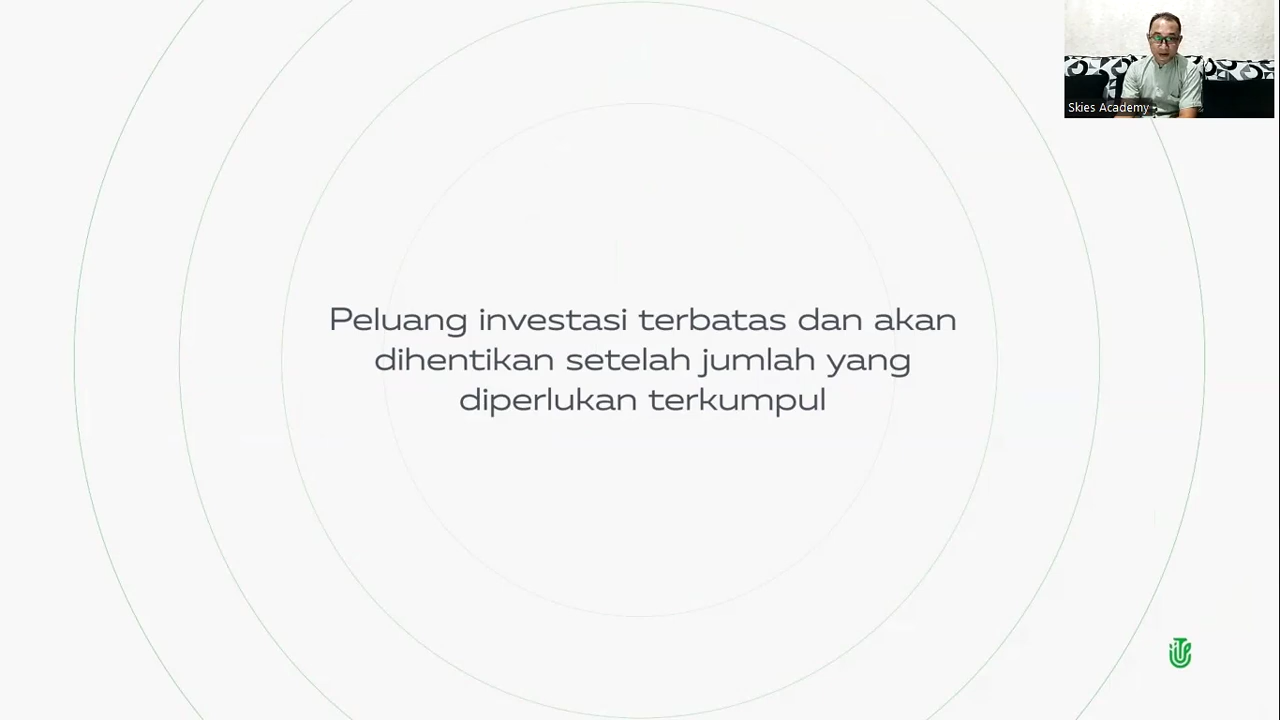 Skies Academy
Peluang investasi terbatas dan akan
dihentikan setelah jumlah yang
diperlukan terkumpul